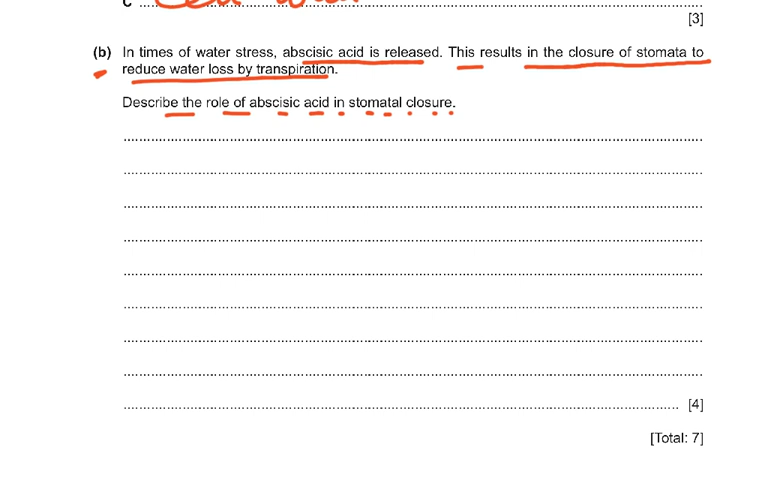 C
[3]
(b) In times of water stress, abscisic acid is released. This results in the closure of stomata to
reduce water loss by transpiration.
Describe the role of abscisic acid in stomatal closure.
[4]
[Total: 7]